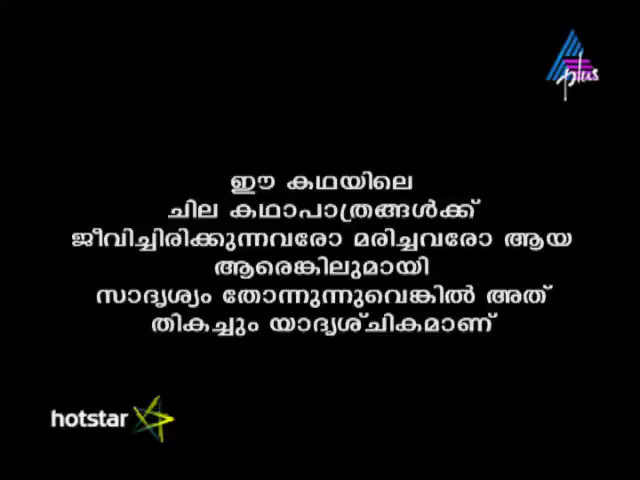 plus
ഈ കഥയിലെ
ചില കഥാപാത്രങ്ങൾക്ക്
ജീവിച്ചിരിക്കുന്നവരോ മരിച്ചവരോ ആയ
ആരെങ്കിലുമായി
സാദൃശ്യം തോന്നുന്നുവെങ്കിൽ അത്
തികച്ചും യാദൃശ്ചികമാണ്
hotstar